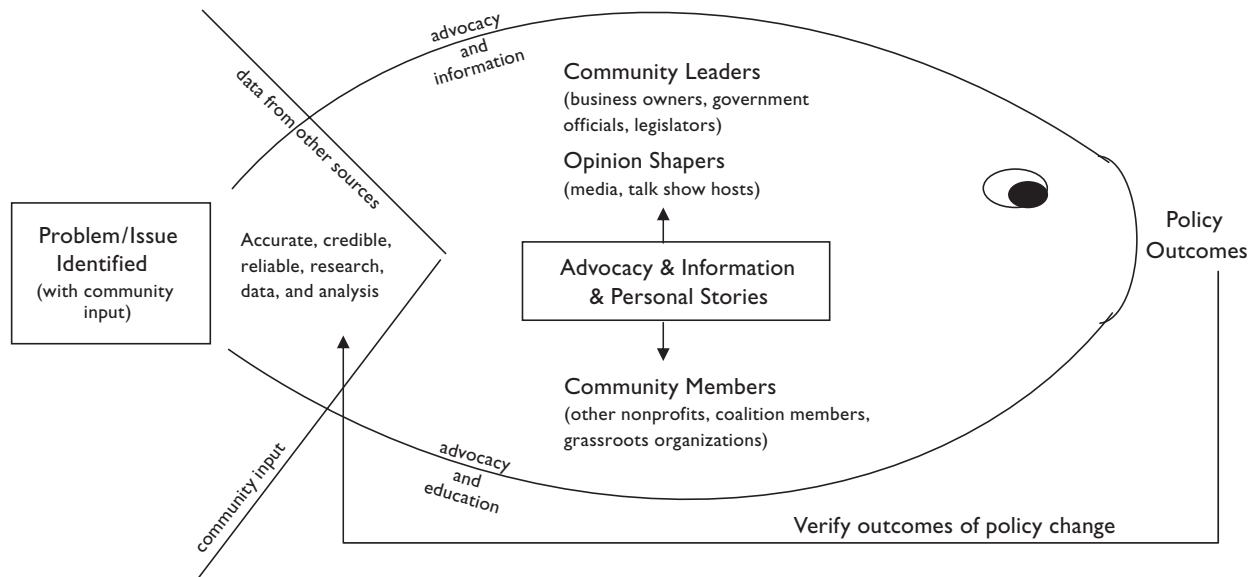 advocacy
and
information
data from other sources
Community Leaders
(business owners, government
officials, legislators)
Opinion Shapers
(media, talk show hosts)
Problem/Issue
Identified
(with community
input)
Accurate, credible,
reliable, research,
data, and analysis
Advocacy & Information
& Personal Stories
Policy
Outcomes
Community Members
(other nonprofits, coalition members,
grassroots organizations)
community input
advocacy
and
education
Verify outcomes of policy change